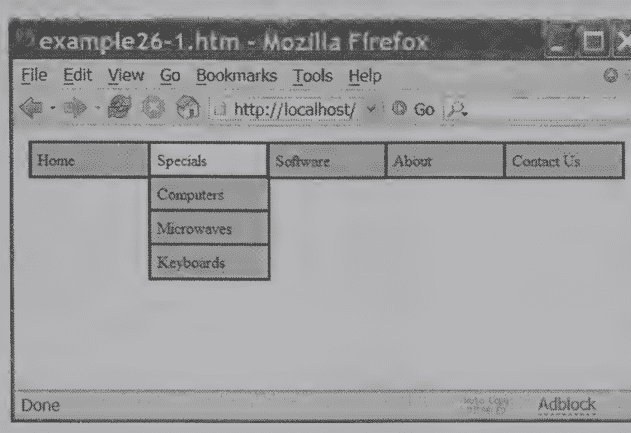 example26-1.htm - Mozilla Firefox
File Edit View Go Bookmarks Tools Help
http://localhost/ Go
Home Specials Software About Contact Us
Computers
Microwaves
Keyboards
Done Adblock